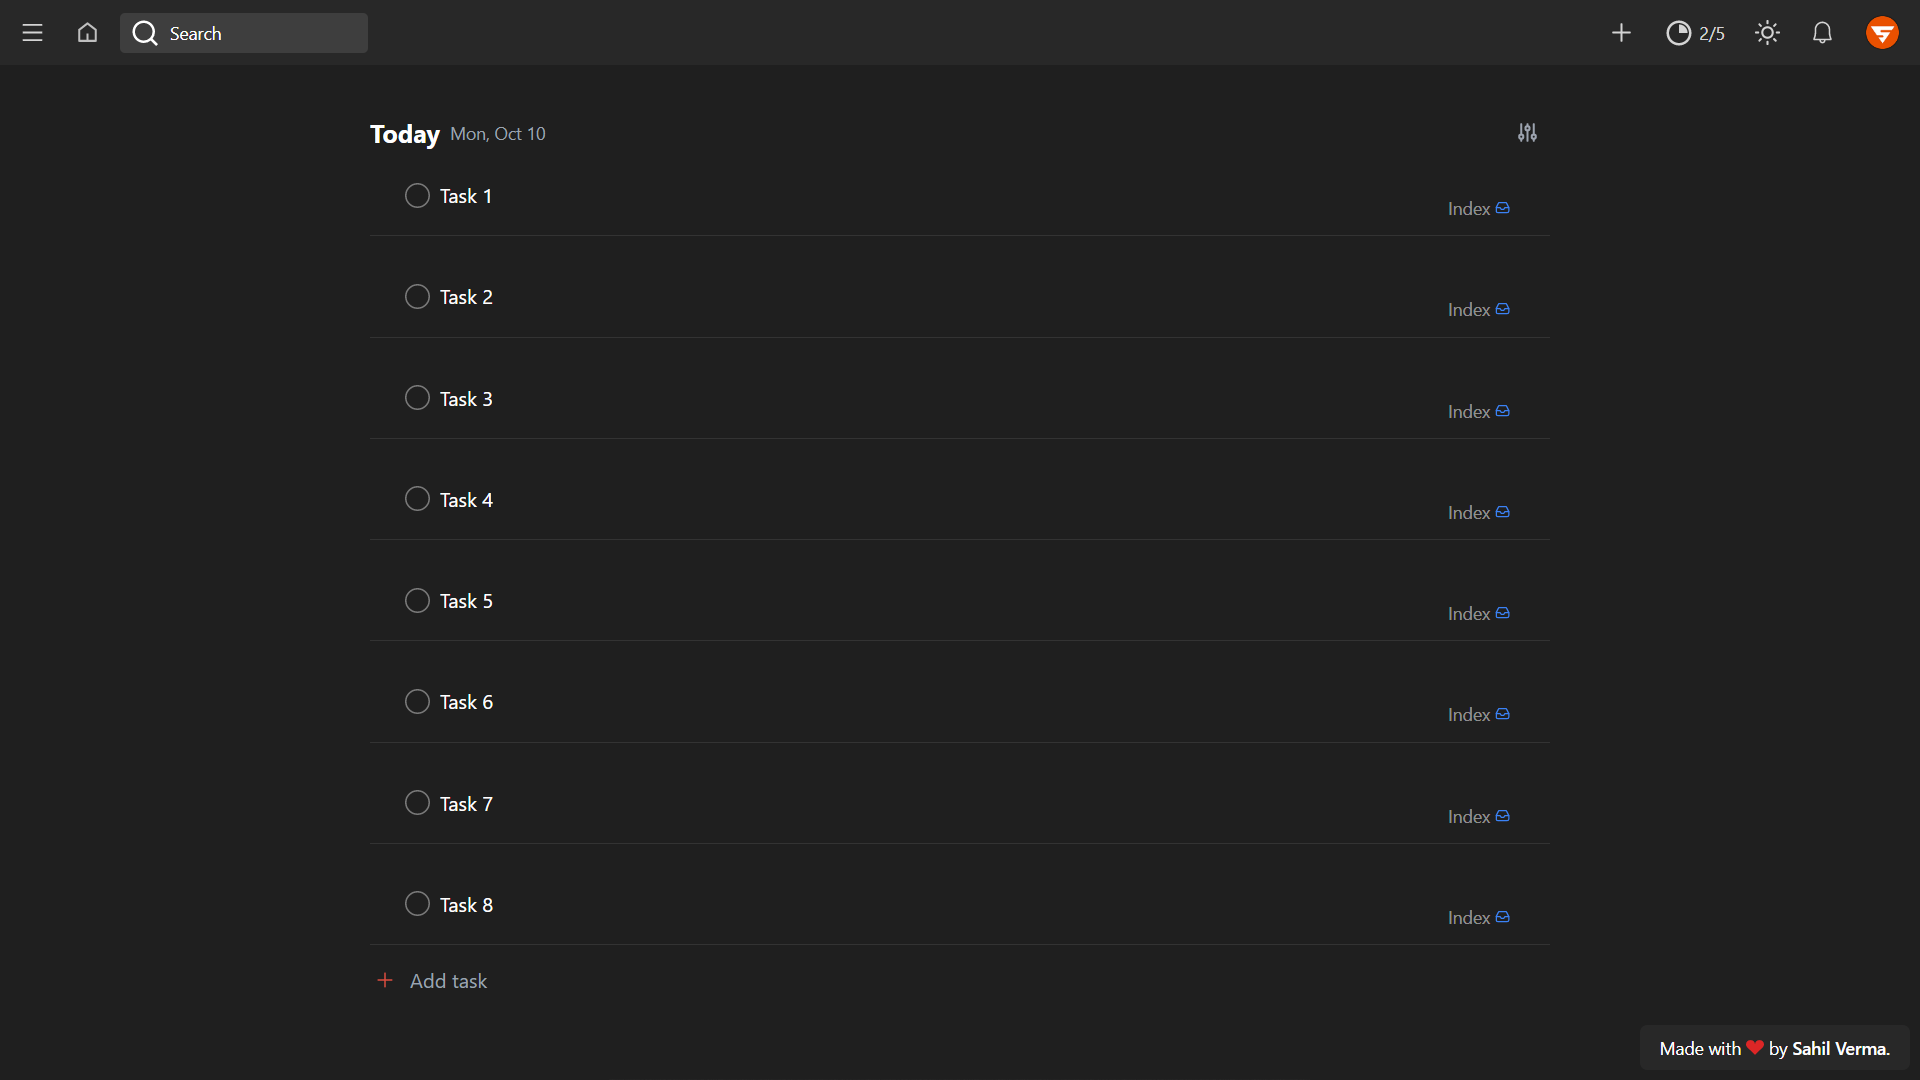 Search
2/5
Today Mon, Oct 10
Task 1
Index
Task 2
Index
Task 3
Index
Task 4
Index
Task 5
Index
Task 6
Index
Task 7
Index
Task 8
Index
Add task
Made with ❤ by Sahil Verma.